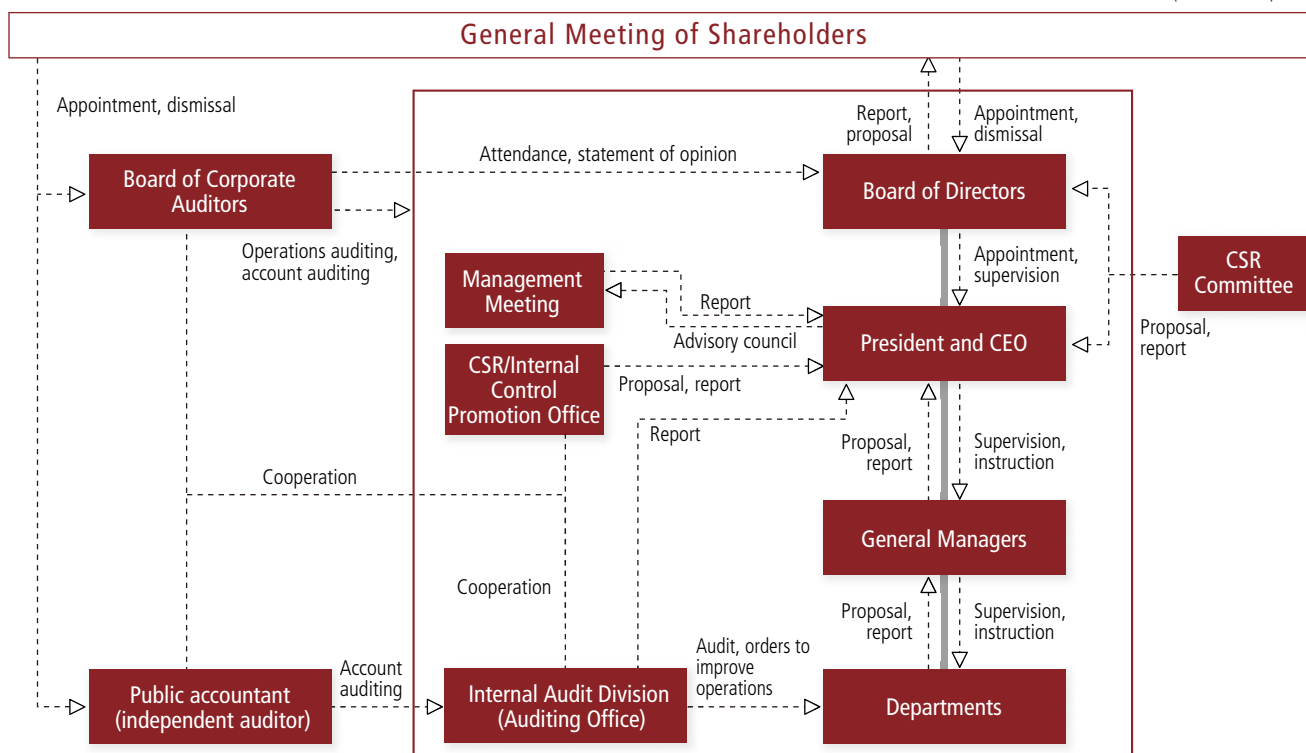 General Meeting of Shareholders
Appointment, dismissal
Report,
proposal
Appointment,
dismissal
Attendance, statement of opinion
Board of Corporate
Auditors
Board of Directors
Operations auditing,
account auditing
Appointment,
supervision
Management
Meeting
Report
CSR
Committee
Advisory council
President and CEO
Proposal,
report
CSR/Internal
Control
Promotion Office
Proposal, report
Report
Proposal,
report
Supervision,
instruction
Cooperation
General Managers
Cooperation
Proposal,
report
Supervision,
instruction
Account
auditing
Audit, orders to
improve
operations
Public accountant
(independent auditor)
Internal Audit Division
(Auditing Office)
Departments